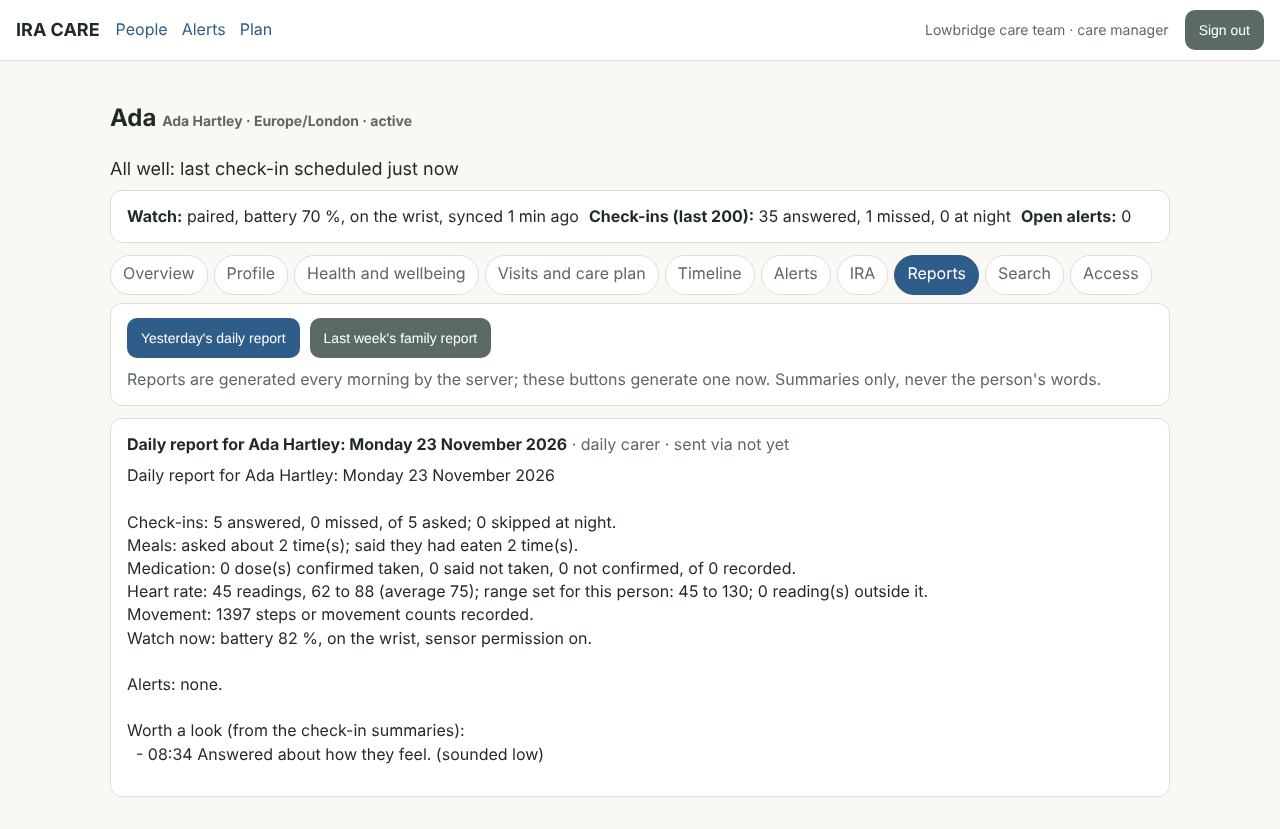 IRA CARE People Alerts Plan Lowbridge care team · care manager Sign out
Ada Ada Hartley · Europe/London · active
All well: last check-in scheduled just now
Watch: paired, battery 70 %, on the wrist, synced 1 min ago Check-ins (last 200): 35 answered, 1 missed, 0 at night Open alerts: 0
Overview Profile Health and wellbeing Visits and care plan Timeline Alerts IRA Reports Search Access
Yesterday's daily report Last week's family report
Reports are generated every morning by the server; these buttons generate one now. Summaries only, never the person's words.
Daily report for Ada Hartley: Monday 23 November 2026 · daily carer · sent via not yet
Daily report for Ada Hartley: Monday 23 November 2026
Check-ins: 5 answered, 0 missed, of 5 asked; 0 skipped at night.
Meals: asked about 2 time(s); said they had eaten 2 time(s).
Medication: 0 dose(s) confirmed taken, 0 said not taken, 0 not confirmed, of 0 recorded.
Heart rate: 45 readings, 62 to 88 (average 75); range set for this person: 45 to 130; 0 reading(s) outside it.
Movement: 1397 steps or movement counts recorded.
Watch now: battery 82 %, on the wrist, sensor permission on.
Alerts: none.
Worth a look (from the check-in summaries):
- 08:34 Answered about how they feel. (sounded low)